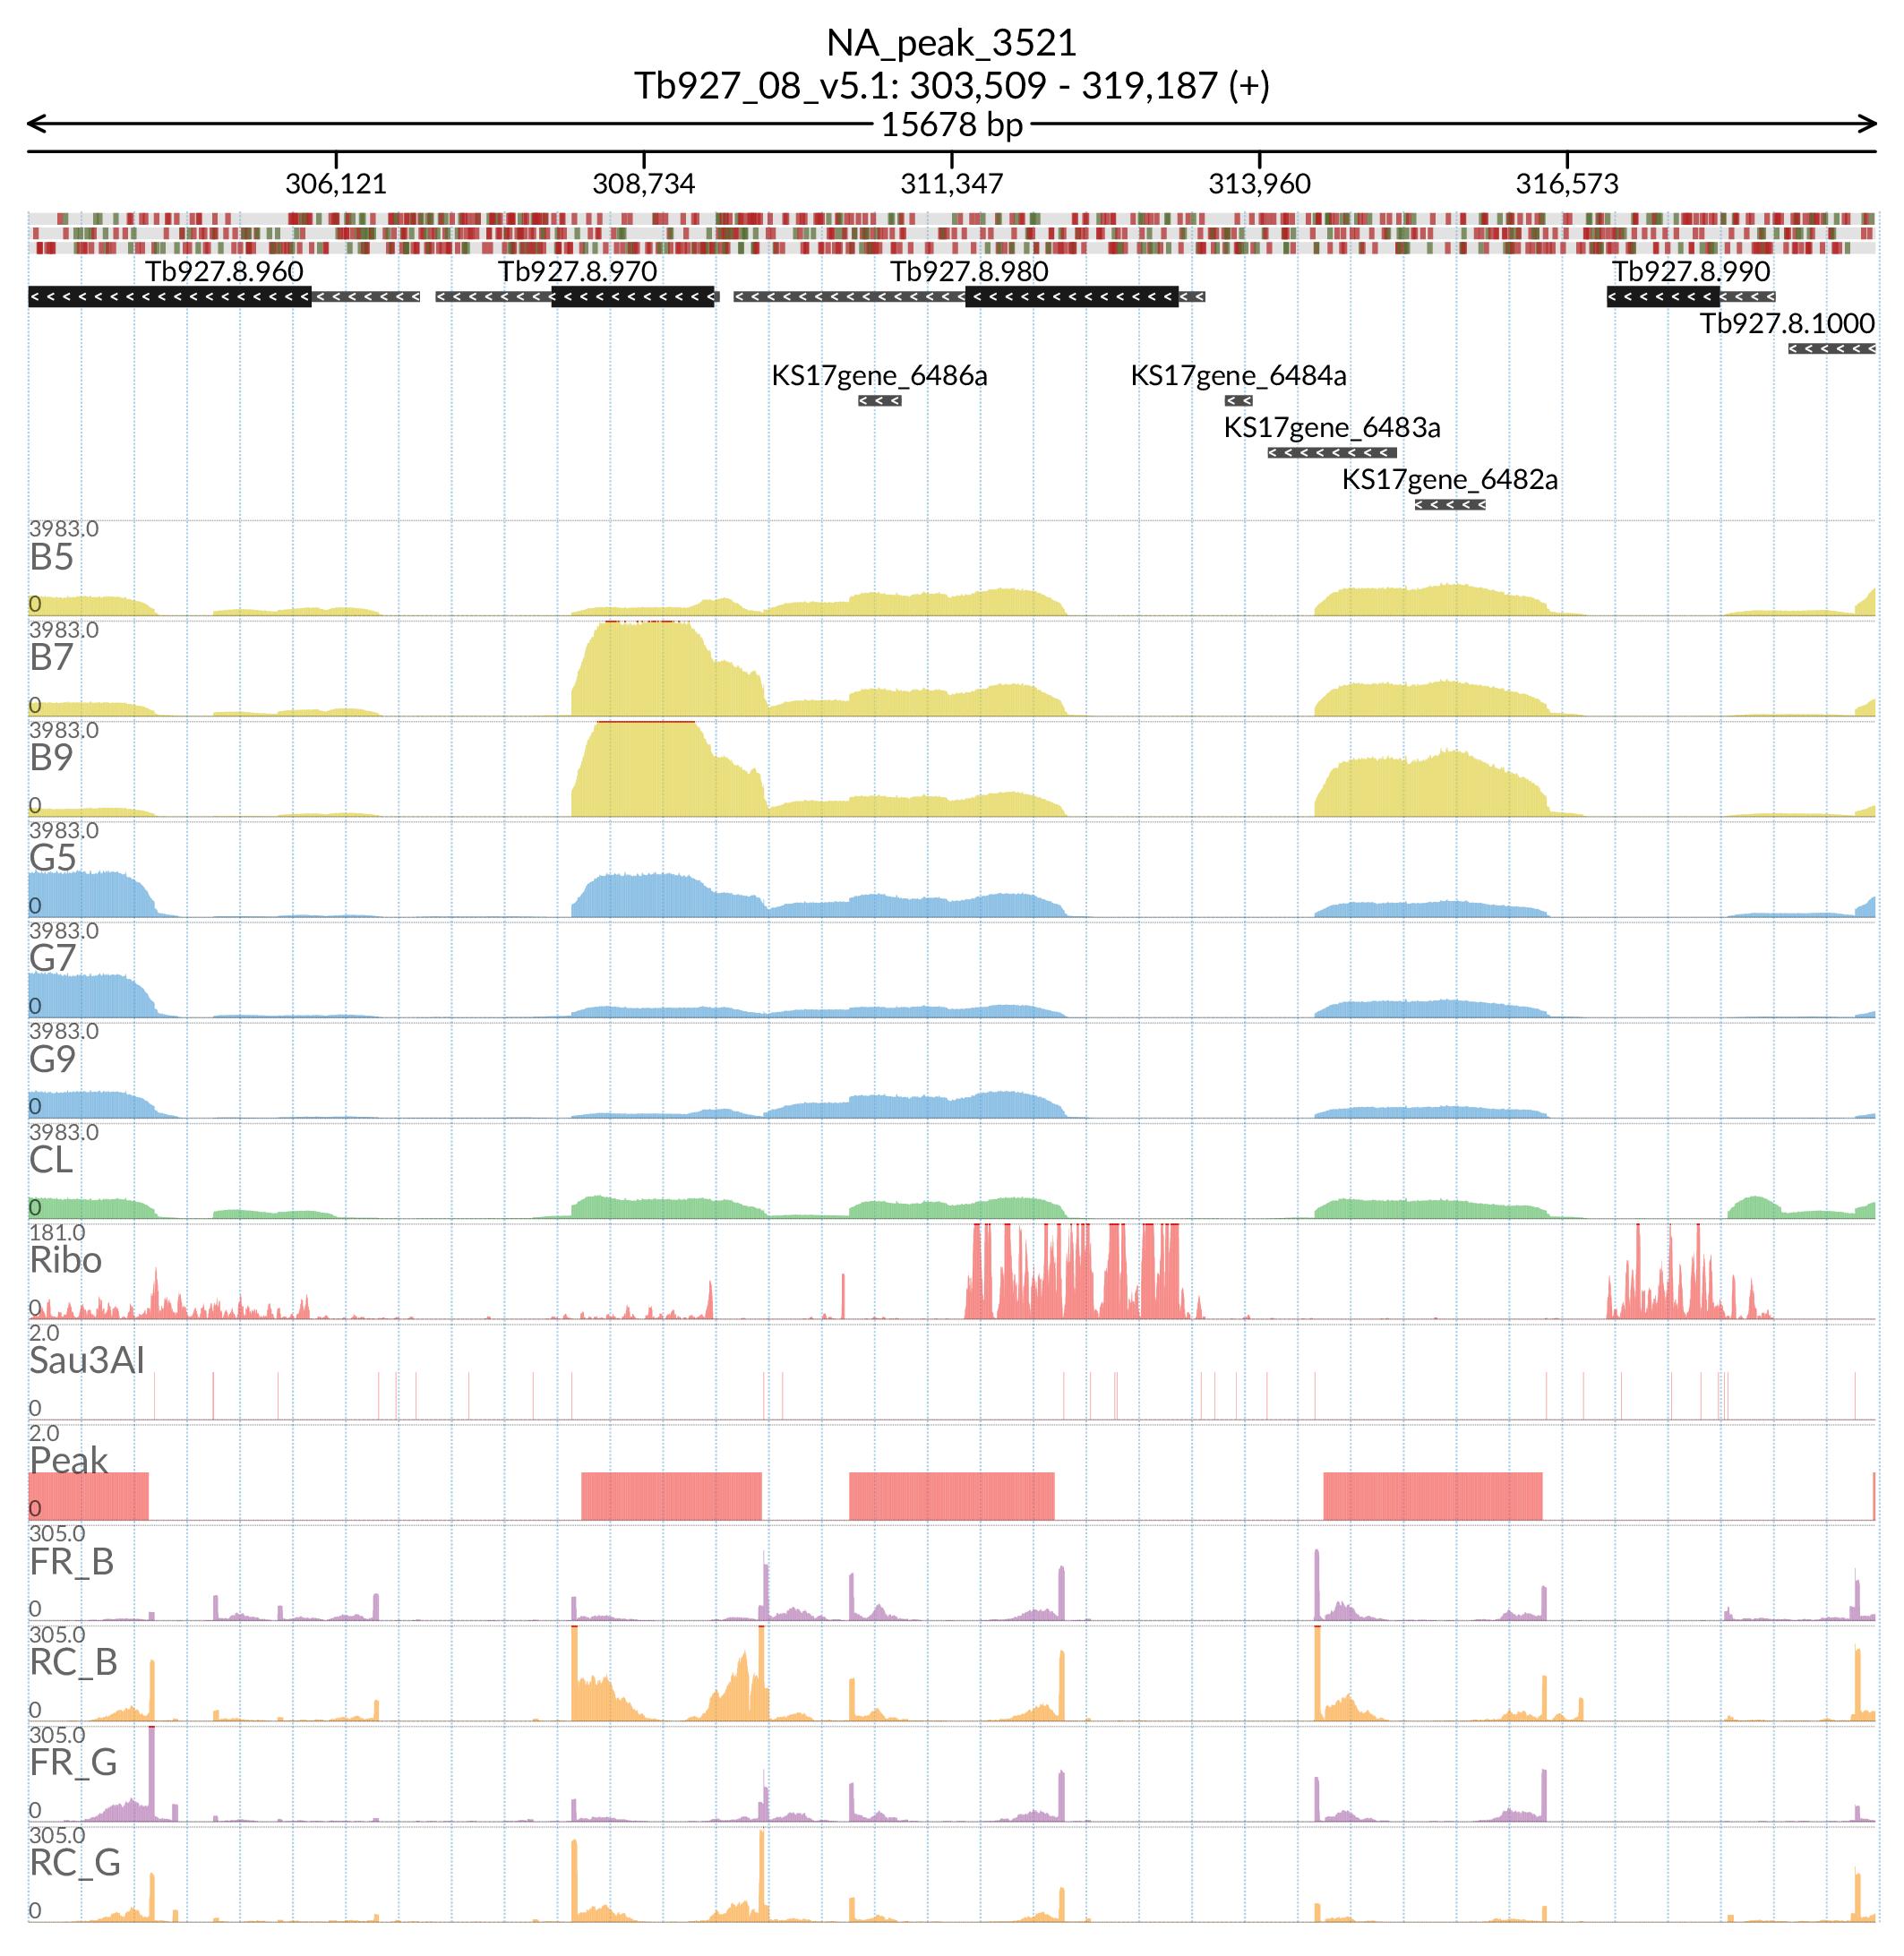 NA_peak_3521
Tb927_08_v5.1: 303,509 - 319,187 (+)
15678 bp
306,121 308,734 311,347 313,960 316,573
Tb927.8.960 Tb927.8.970 Tb927.8.980 Tb927.8.990
Tb927.8.1000
KS17gene_6486a KS17gene_6484a
KS17gene_6483a
KS17gene_6482a
3983.0
B5
0
3983.0
B7
0
3983.0
B9
0
3983.0
G5
0
3983.0
G7
0
3983.0
G9
0
3983.0
CL
0
181.0
Ribo
0
2.0
Sau3AI
0
2.0
Peak
0
305.0
FR_B
0
305.0
RC_B
0
305.0
FR_G
0
305.0
RC_G
0